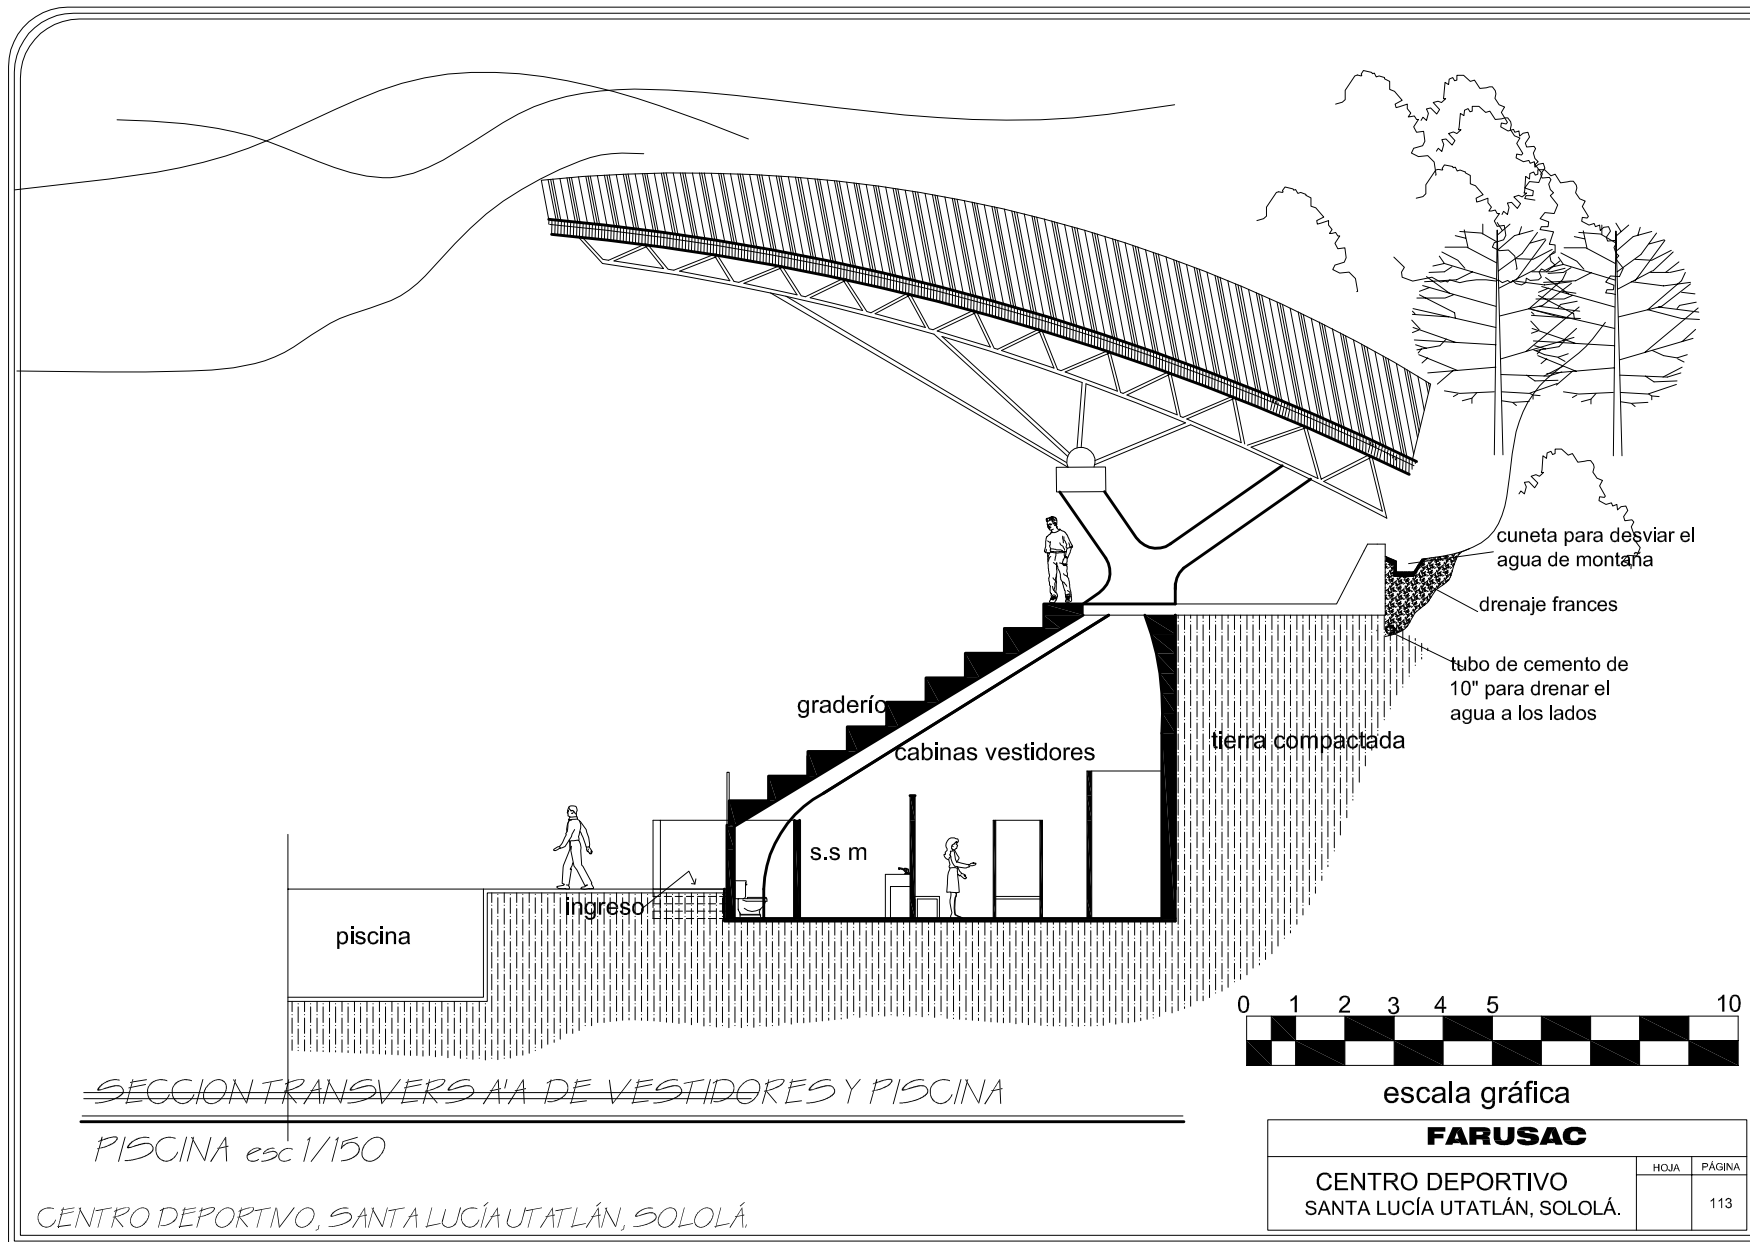 cuneta para desviar el
agua de montaña
drenaje frances
tubo de cemento de
10" para drenar el
agua a los lados
graderío
cabinas vestidores
tierra compactada
s.s m
ingreso
piscina
0 1 2 3 4 5 10
escala gráfica
SECCION TRANSVERS A'A DE VESTIDORES Y PISCINA
PISCINA esc 1/150
FARUSAC
CENTRO DEPORTIVO
SANTA LUCÍA UTATLÁN, SOLOLÁ.
HOJA
PÁGINA
113
CENTRO DEPORTIVO, SANTA LUCÍA UTATLÁN, SOLOLÁ,